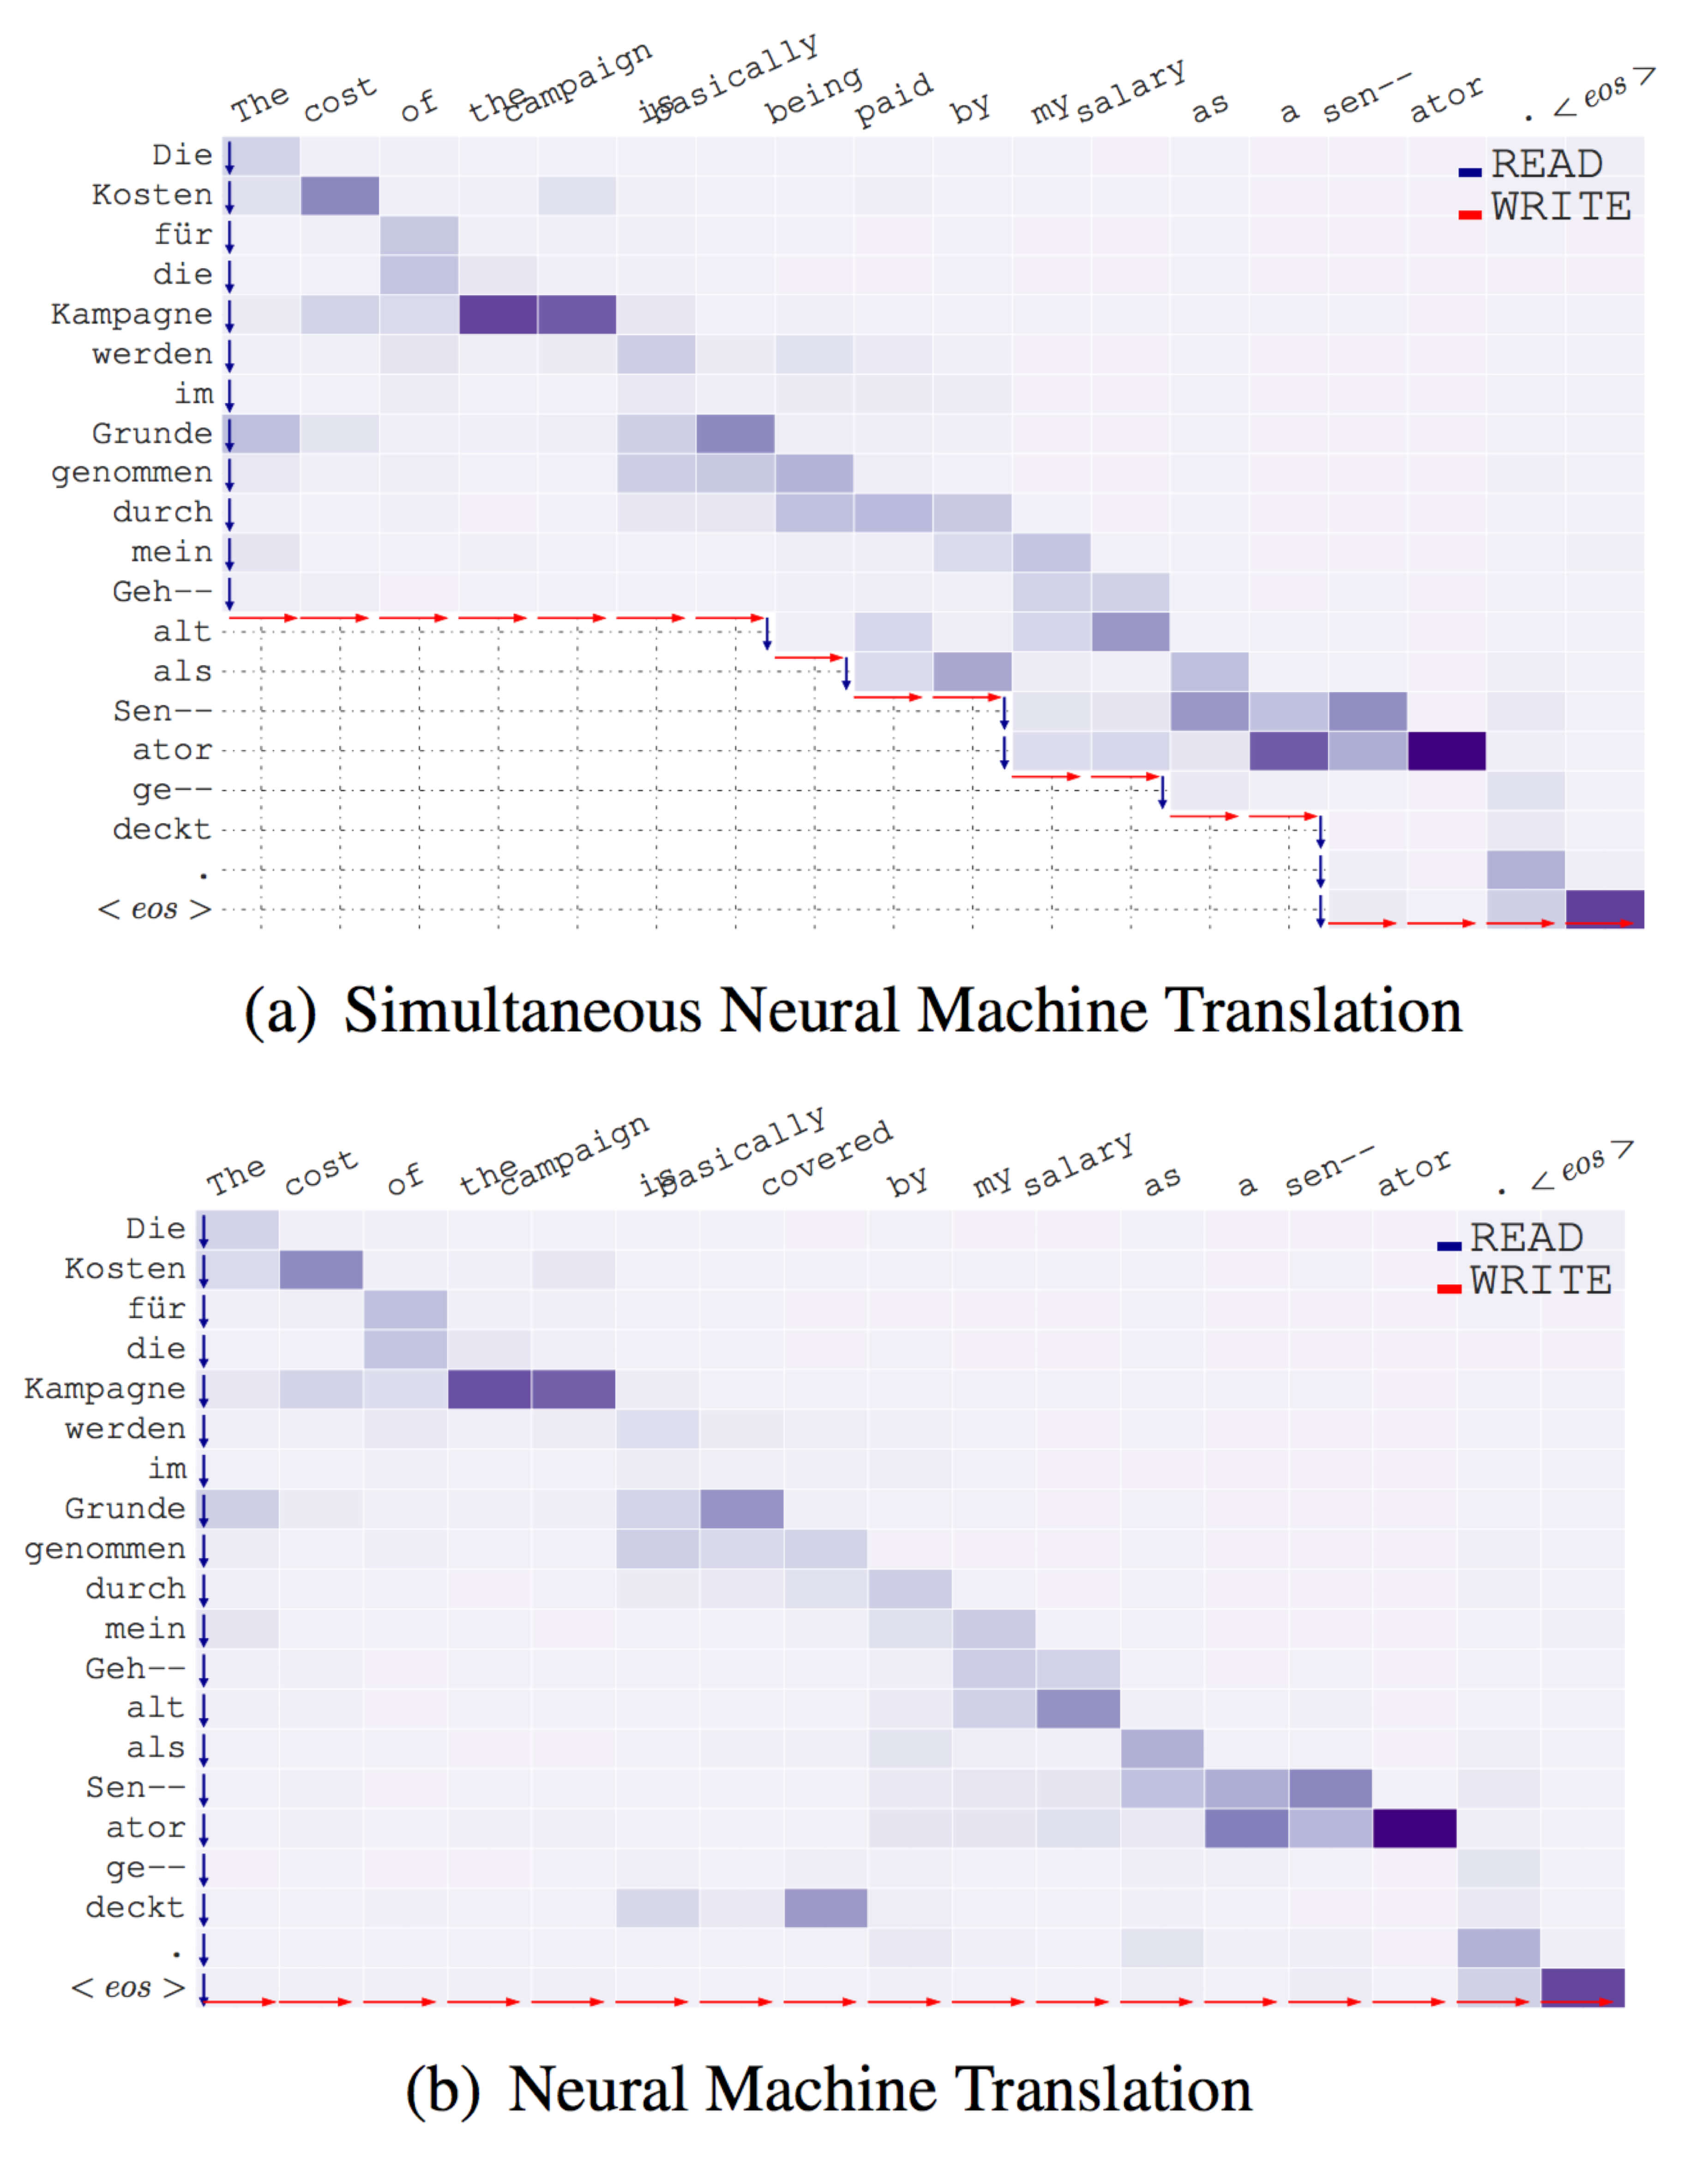 The cost of the campaign is basically being paid by my salary as a sen-- ator . < eos >
READ
WRITE
Die
Kosten
für
die
Kampagne
werden
im
Grunde
genommen
durch
mein
Geh--
alt
als
Sen--
ator
ge--
deckt
.
< eos >
(a) Simultaneous Neural Machine Translation
The cost of the campaign is basically covered by my salary as a sen-- ator . < eos >
READ
WRITE
Die
Kosten
für
die
Kampagne
werden
im
Grunde
genommen
durch
mein
Geh--
alt
als
Sen--
ator
ge--
deckt
.
< eos >
(b) Neural Machine Translation